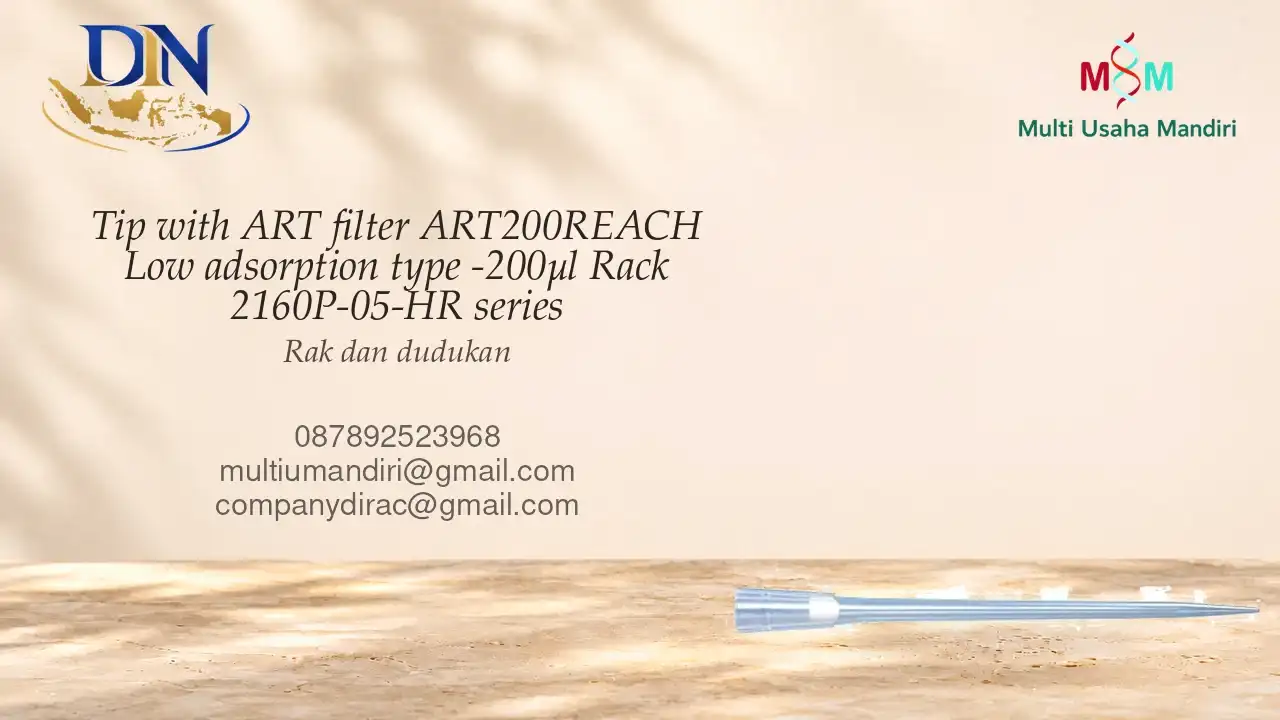 DIN
MSM
Multi Usaha Mandiri
Tip with ART filter ART200REACH
Low adsorption type -200µl Rack
2160P-05-HR series
Rak dan dudukan
087892523968
multiumandiri@gmail.com
companydirac@gmail.com